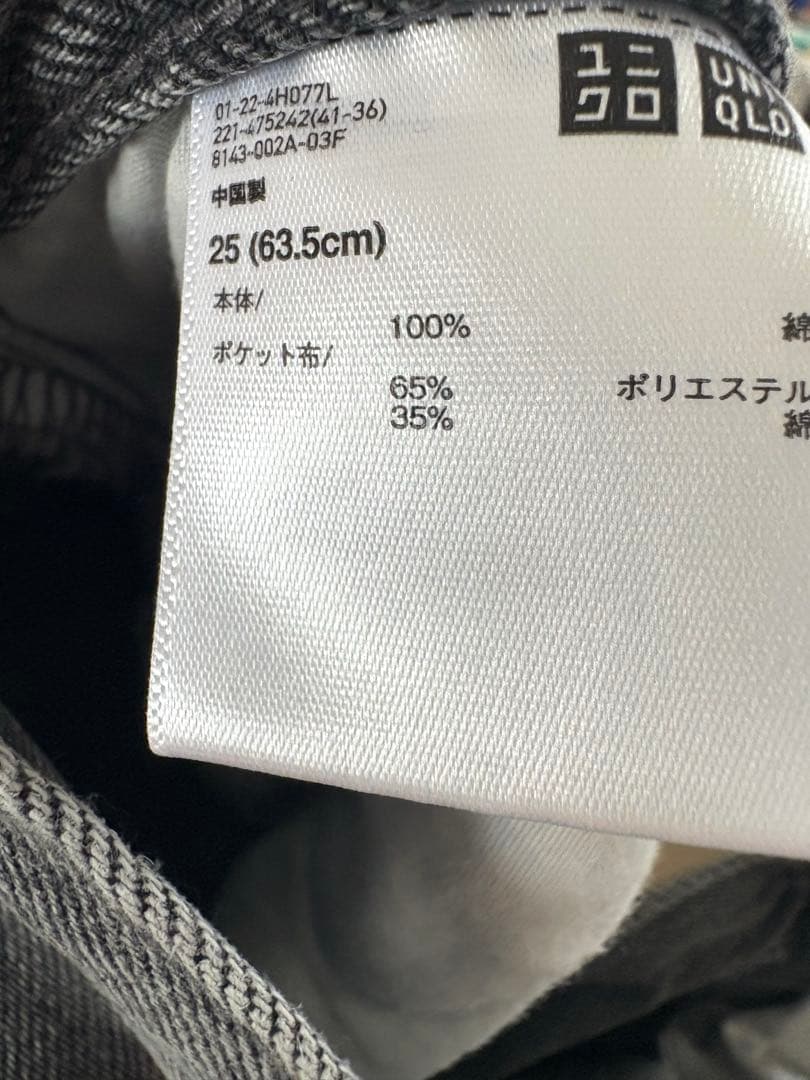 ユニ
クロ
UNI
QLO
01-22-4H077L
221-475242(41-36)
8143-002A-03F
中国製
25 (63.5cm)
本体/
100% 綿
ポケット布/
65% ポリエステル
35% 綿